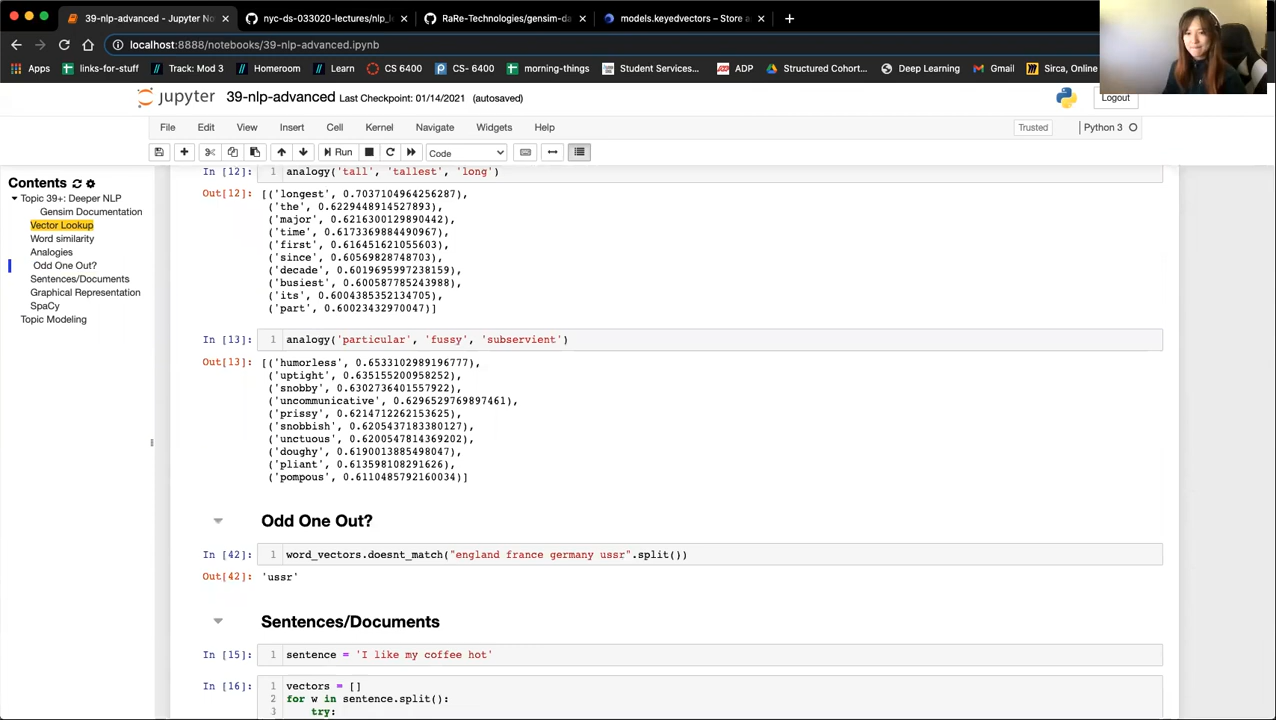 39-nlp-advanced - Jupyter No
nyc-ds-033020-lectures/nlp_l
RaRe-Technologies/gensim-da
models.keyedvectors – Store a
localhost:8888/notebooks/39-nlp-advanced.ipynb
Apps
links-for-stuff
Track: Mod 3
Homeroom
Learn
CS 6400
CS- 6400
morning-things
Student Services...
ADP
Structured Cohort...
Deep Learning
Gmail
Sirca, Online
jupyter
39-nlp-advanced Last Checkpoint: 01/14/2021 (autosaved)
Logout
File Edit View Insert Cell Kernel Navigate Widgets Help
Trusted
Python 3
Run
Code
Contents
Topic 39+: Deeper NLP
Gensim Documentation
Vector Lookup
Word similarity
Analogies
Odd One Out?
Sentences/Documents
Graphical Representation
SpaCy
Topic Modeling
In [12]: 1 analogy('tall', 'tallest', 'long')
Out[12]: [('longest', 0.7037104964256287),
('the', 0.6229448914527893),
('major', 0.6216300129890442),
('time', 0.6173369884490967),
('first', 0.616451621055603),
('since', 0.60569828748703),
('decade', 0.6019695997238159),
('busiest', 0.600587785243988),
('its', 0.6004385352134705),
('part', 0.60023432970047)]
In [13]: 1 analogy('particular', 'fussy', 'subservient')
Out[13]: [('humorless', 0.6533102989196777),
('uptight', 0.635155200958252),
('snobby', 0.6302736401557922),
('uncommunicative', 0.6296529769897461),
('prissy', 0.6214712262153625),
('snobbish', 0.6205437183380127),
('unctuous', 0.6200547814369202),
('doughy', 0.619001388549804​7),
('pliant', 0.613598108291626),
('pompous', 0.6110485792160034)]
Odd One Out?
In [42]: 1 word_vectors.doesnt_match("england france germany ussr".split())
Out[42]: 'ussr'
Sentences/Documents
In [15]: 1 sentence = 'I like my coffee hot'
In [16]: 1 vectors = []
2 for w in sentence.split():
3 try: